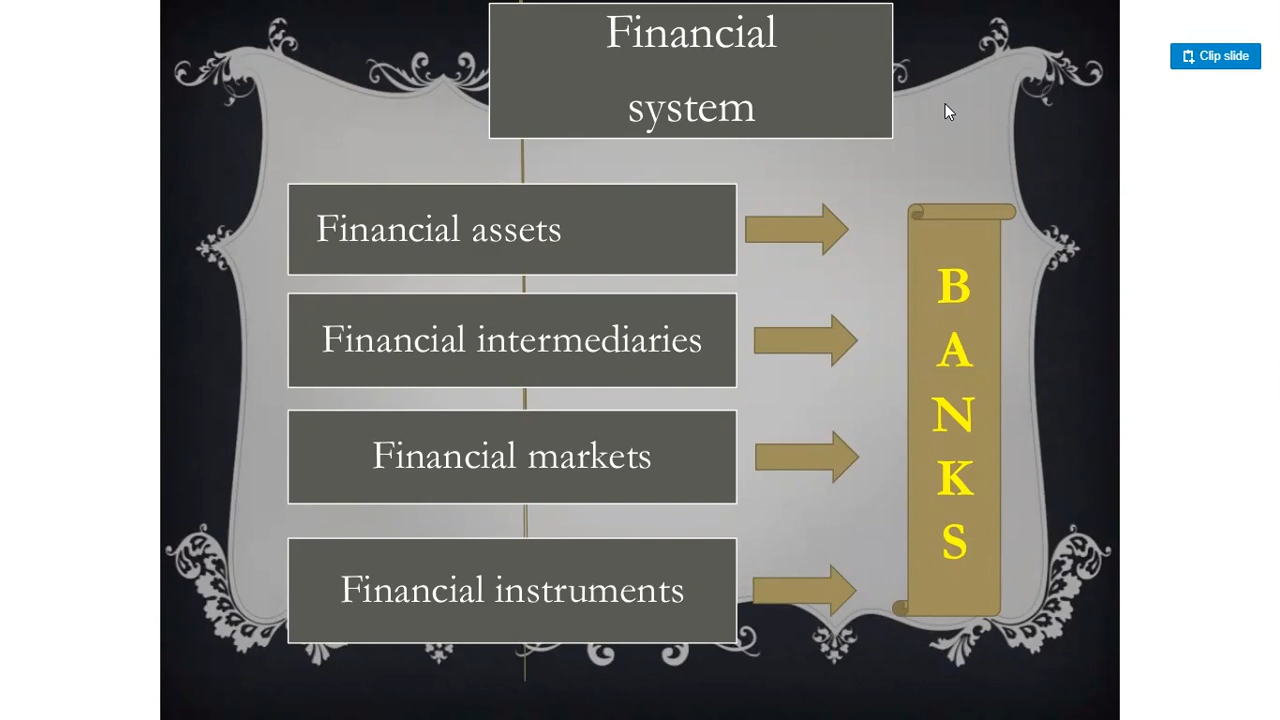 Financial
system
Clip slide
Financial assets
Financial intermediaries
Financial markets
Financial instruments
B
A
N
K
S